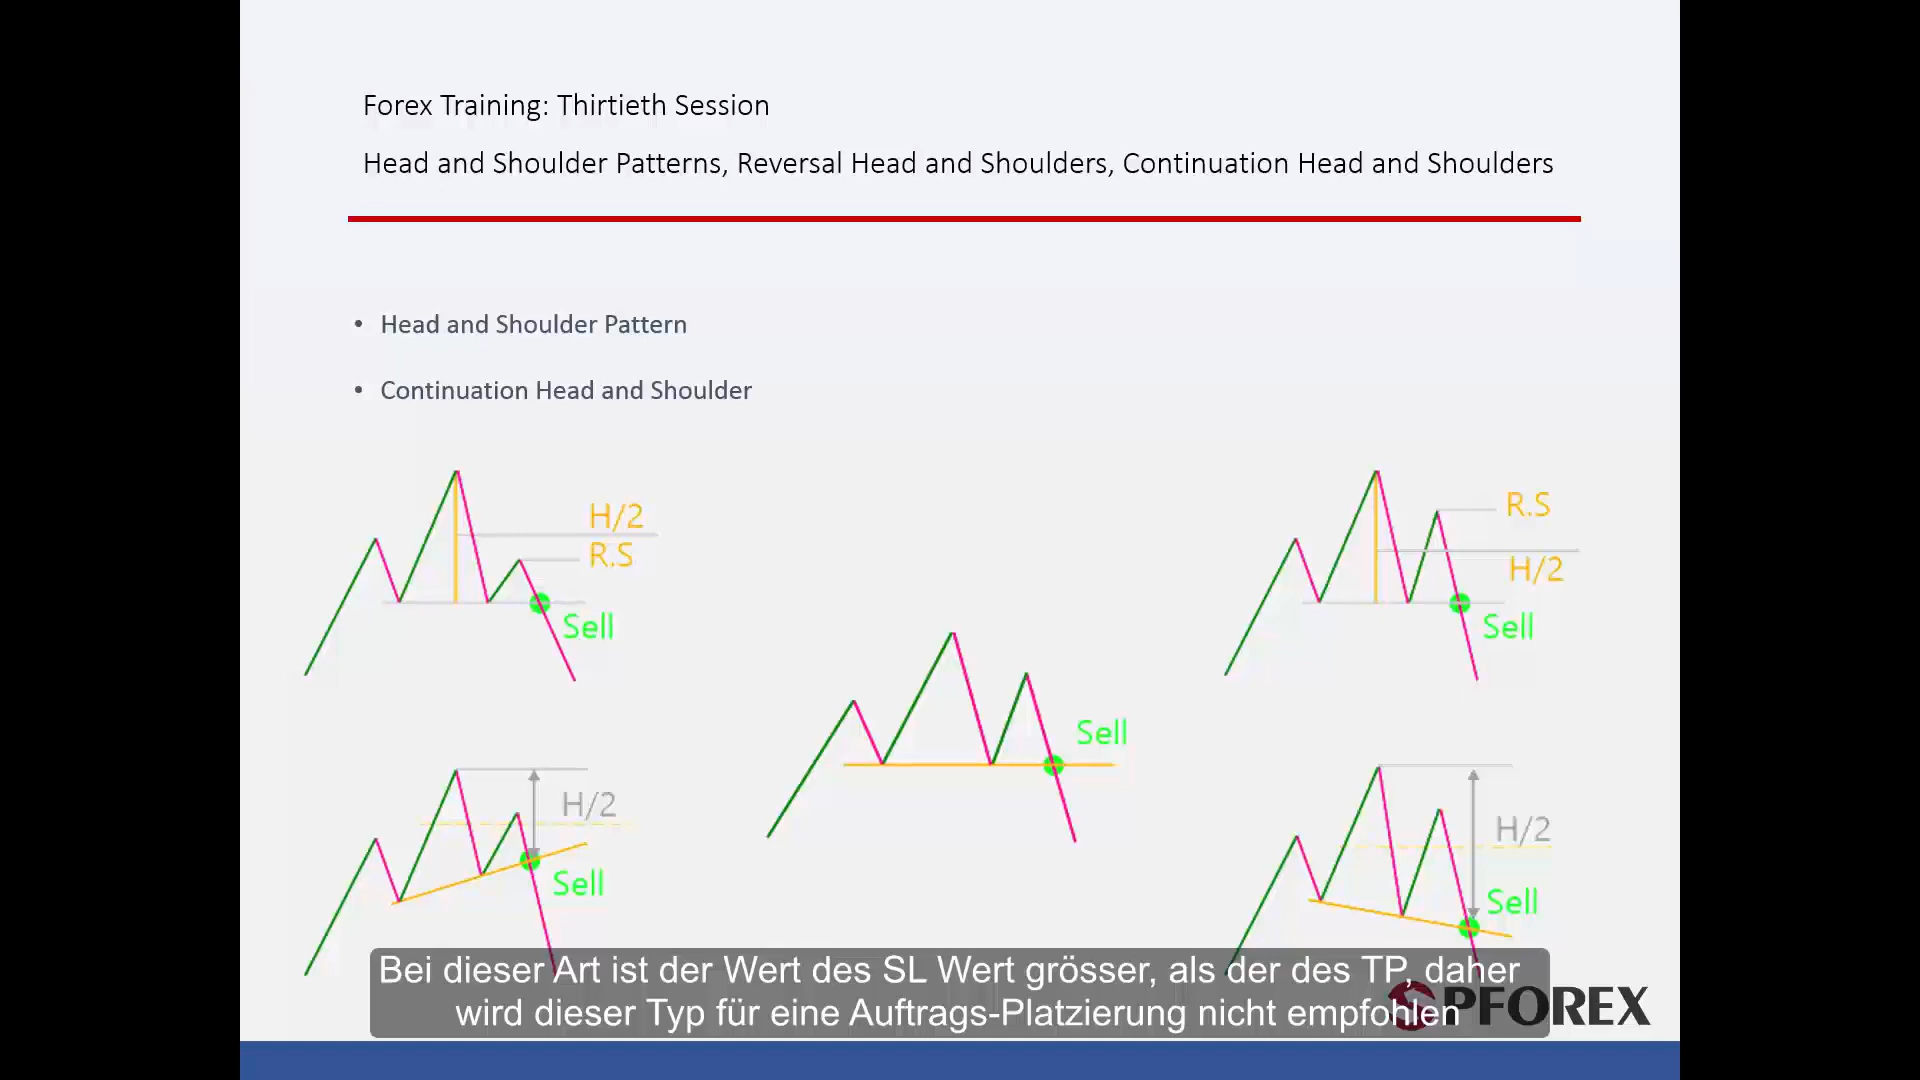 Forex Training: Thirtieth Session
Head and Shoulder Patterns, Reversal Head and Shoulders, Continuation Head and Shoulders
• Head and Shoulder Pattern
• Continuation Head and Shoulder
H/2
R.S
Sell
R.S
H/2
Sell
Sell
H/2
Sell
H/2
Sell
Bei dieser Art ist der Wert des SL Wert grösser, als der des TP, daher
wird dieser Typ für eine Auftrags-Platzierung nicht empfohlen
PFOREX